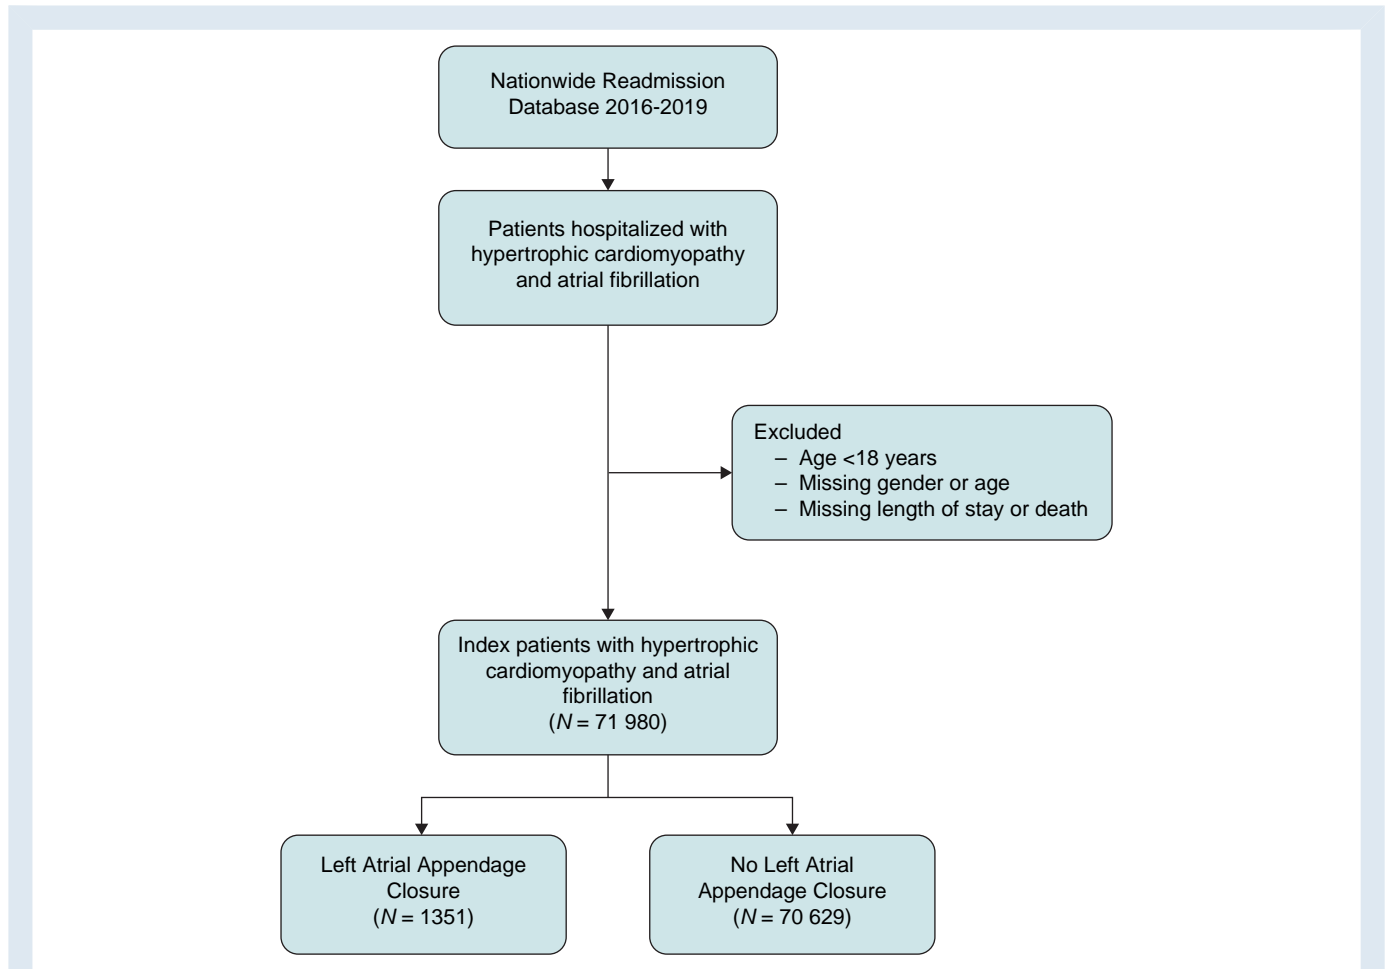 Nationwide Readmission
Database 2016-2019
Patients hospitalized with
hypertrophic cardiomyopathy
and atrial fibrillation
Excluded
– Age <18 years
– Missing gender or age
– Missing length of stay or death
Index patients with hypertrophic
cardiomyopathy and atrial
fibrillation
(N = 71 980)
Left Atrial Appendage
Closure
(N = 1351)
No Left Atrial
Appendage Closure
(N = 70 629)